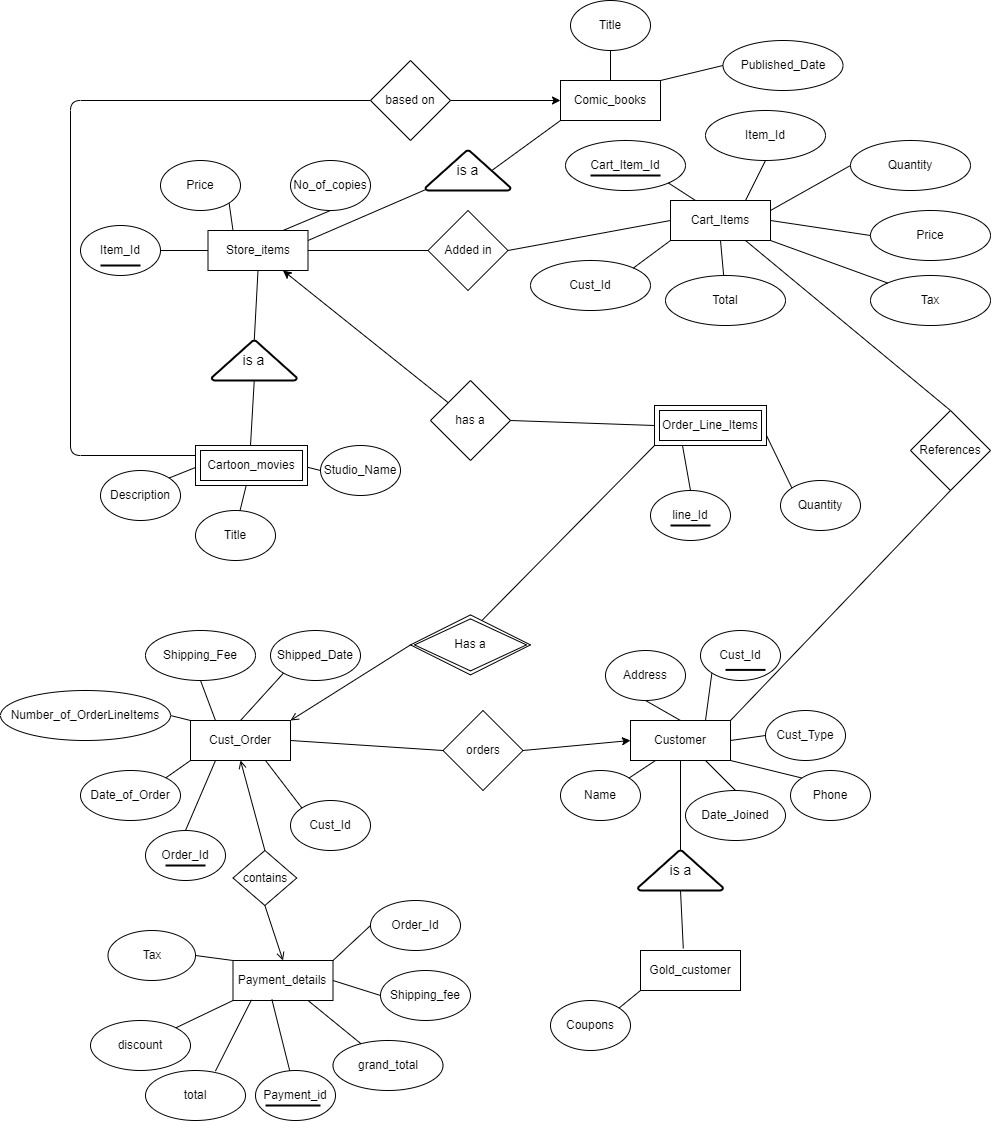 Title
Published_Date
based on
Comic_books
Item_Id
is a
Cart_Item_Id
Quantity
Price
No_of_copies
Cart_Items
Price
Item_Id
Store_items
Added in
Cust_Id
Total
Tax
is a
has a
Order_Line_Items
References
Cartoon_movies
Studio_Name
Description
line_Id
Quantity
Title
Has a
Shipping_Fee
Shipped_Date
Cust_Id
Address
Number_of_OrderLineItems
Cust_Order
orders
Customer
Cust_Type
Date_of_Order
Name
Phone
Date_Joined
Cust_Id
Order_Id
is a
contains
Order_Id
Tax
Payment_details
Gold_customer
Shipping_fee
Coupons
discount
grand_total
total
Payment_id